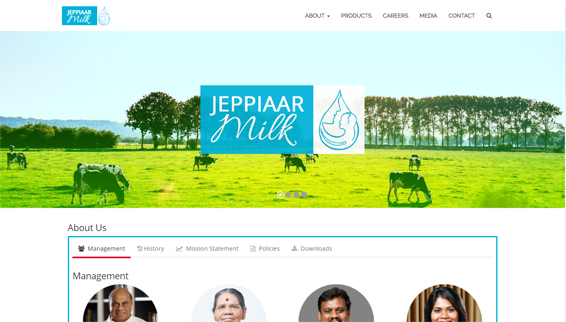 JEPPIAAR
Milk
ABOUT
PRODUCTS
CAREERS
MEDIA
CONTACT
JEPPIAAR
Milk
About Us
Management
History
Mission Statement
Policies
Downloads
Management